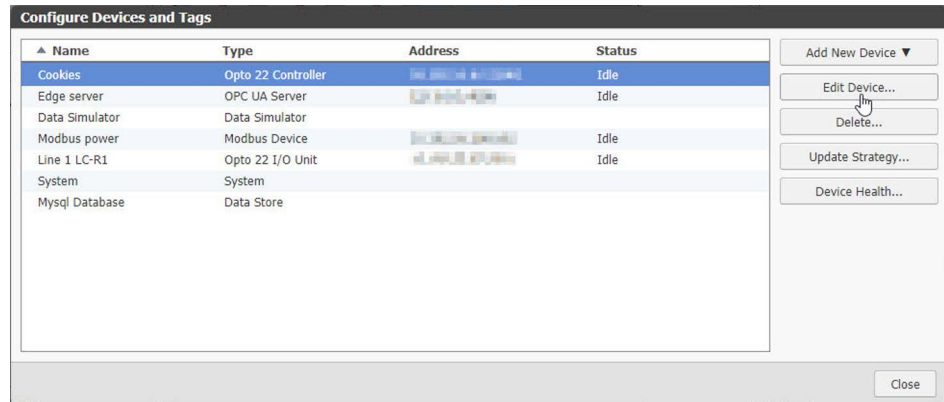 Configure Devices and Tags
▲ Name Type Address Status
Cookies Opto 22 Controller Idle
Edge server OPC UA Server Idle
Data Simulator Data Simulator
Modbus power Modbus Device Idle
Line 1 LC-R1 Opto 22 I/O Unit Idle
System System
Mysql Database Data Store
Add New Device ▼
Edit Device...
Delete...
Update Strategy...
Device Health...
Close